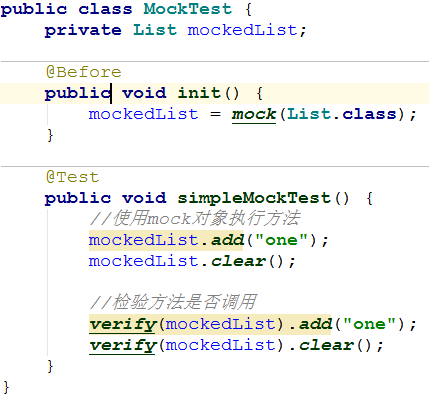 public class MockTest {
    private List mockedList;
    @Before
    public void init() {
        mockedList = mock(List.class);
    }
    @Test
    public void simpleMockTest() {
        //使用mock对象执行方法
        mockedList.add("one");
        mockedList.clear();
        //检验方法是否调用
        verify(mockedList).add("one");
        verify(mockedList).clear();
    }
}